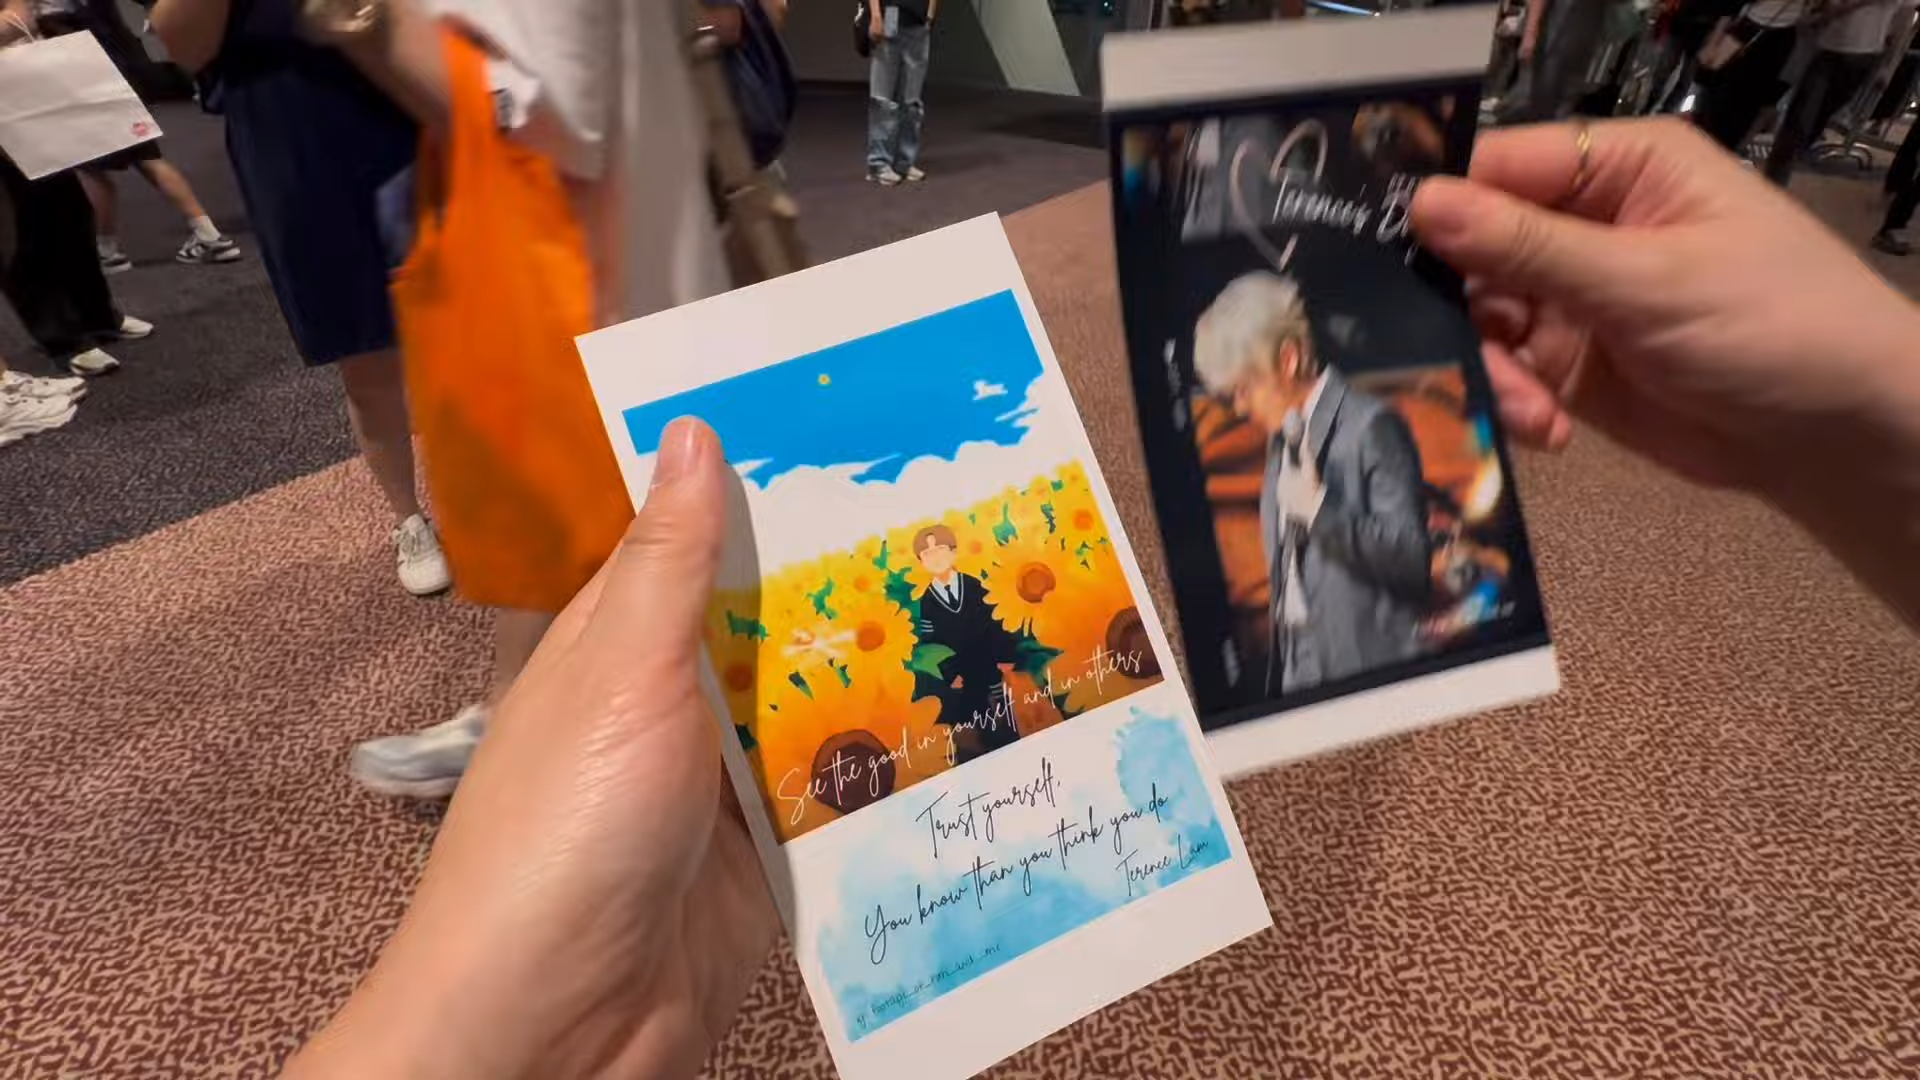 See the good in yourself and in others
Trust yourself,
You know than you think you do
Terence Lam
Terence's